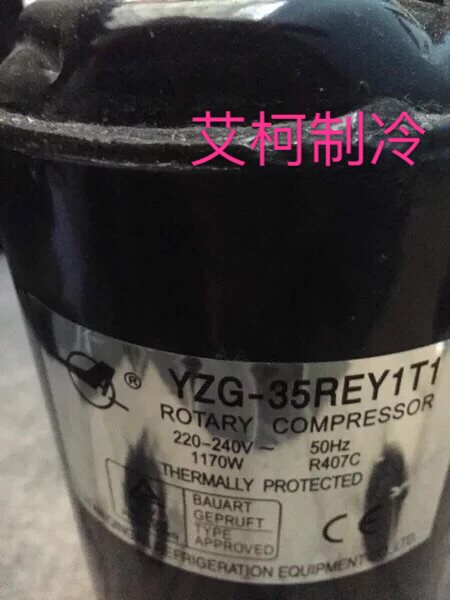 艾柯制冷
® YZG-35REY1T1
ROTARY COMPRESSOR
220-240V ~ 50Hz
1170W R407C
THERMALLY PROTECTED
BAUART
GEPRUFT
TYPE
APPROVED
CE
REFRIGERATION EQUIPMENT
LTD